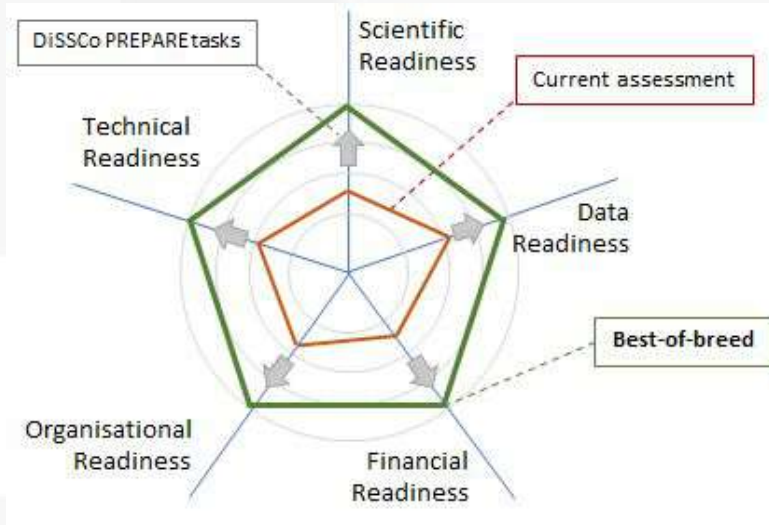 DiSSCo PREPARE tasks
Scientific
Readiness
Current assessment
Technical
Readiness
Data
Readiness
Best-of-breed
Organisational
Readiness
Financial
Readiness